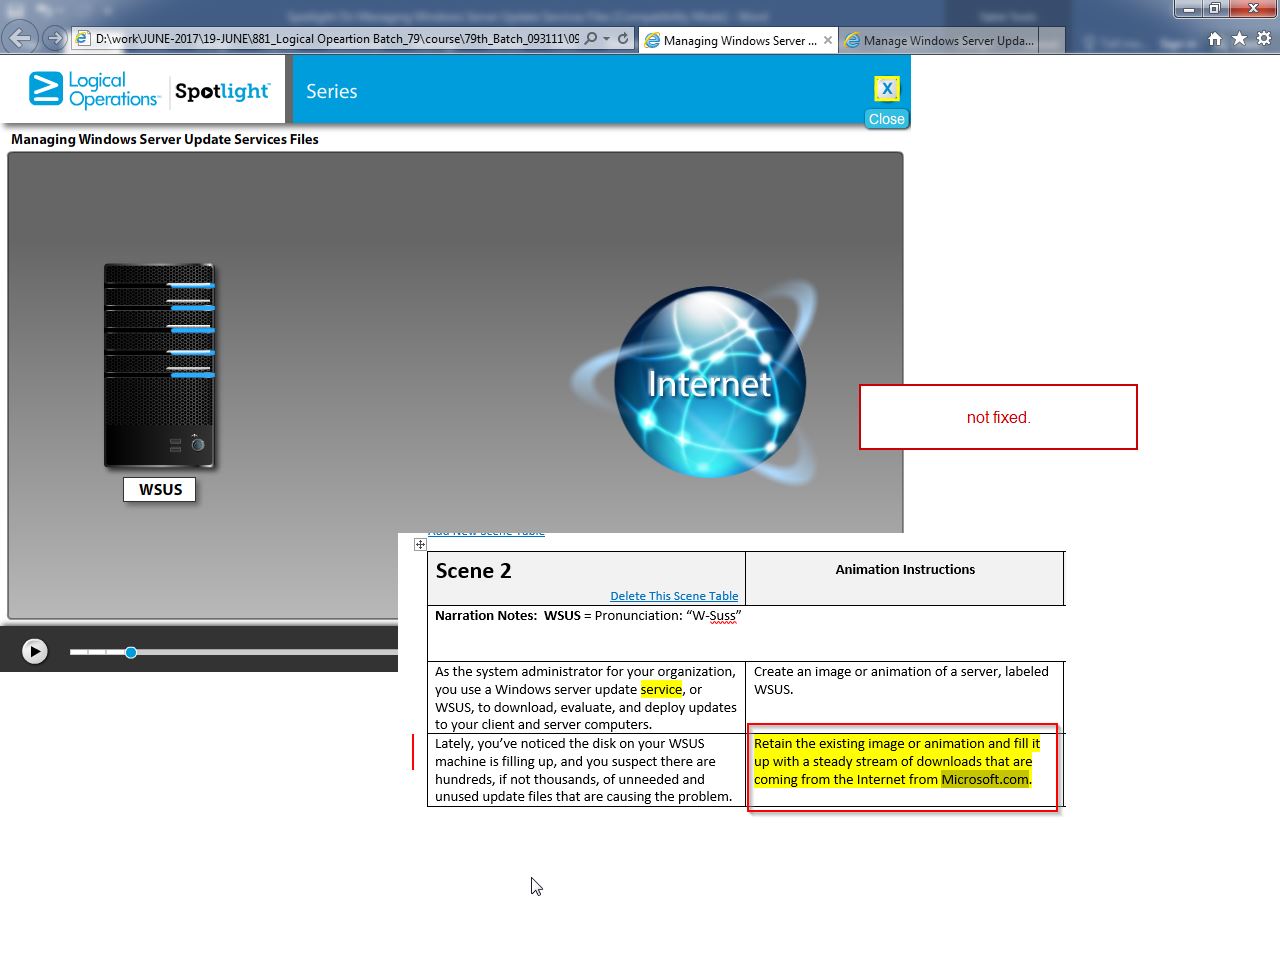 D:\work\JUNE-2017\19-JUNE\881_Logical Opeartion Batch_79\course\79th_Batch_093111\09
Managing Windows Server ...
Manage Windows Server Upda...
Logical
Operations
Spotlight
Series
X
Close
Managing Windows Server Update Services Files
Internet
not fixed.
WSUS
Add New Scene Table
Scene 2
Animation Instructions
Delete This Scene Table
Narration Notes: WSUS = Pronunciation: “W-Suss”
As the system administrator for your organization,
you use a Windows server update service, or
WSUS, to download, evaluate, and deploy updates
to your client and server computers.
Create an image or animation of a server, labeled
WSUS.
Lately, you’ve noticed the disk on your WSUS
machine is filling up, and you suspect there are
hundreds, if not thousands, of unneeded and
unused update files that are causing the problem.
Retain the existing image or animation and fill it
up with a steady stream of downloads that are
coming from the Internet from Microsoft.com.